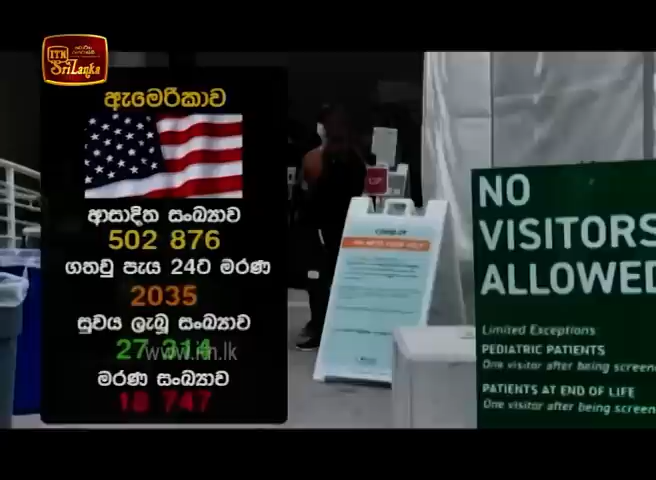 ITN
Sri Lanka
ඇමෙරිකාව
ආසාදිත සංඛ්‍යාව
502 876
ගතවූ පැය 24ට මරණ
2035
සුවය ලැබූ සංඛ්‍යාව
27 314
www.itn.lk
මරණ සංඛ්‍යාව
18 747
NO
VISITORS
ALLOWED
Limited Exceptions
PEDIATRIC PATIENTS
One visitor after being screen
PATIENTS AT END OF LIFE
One visitor after being screen